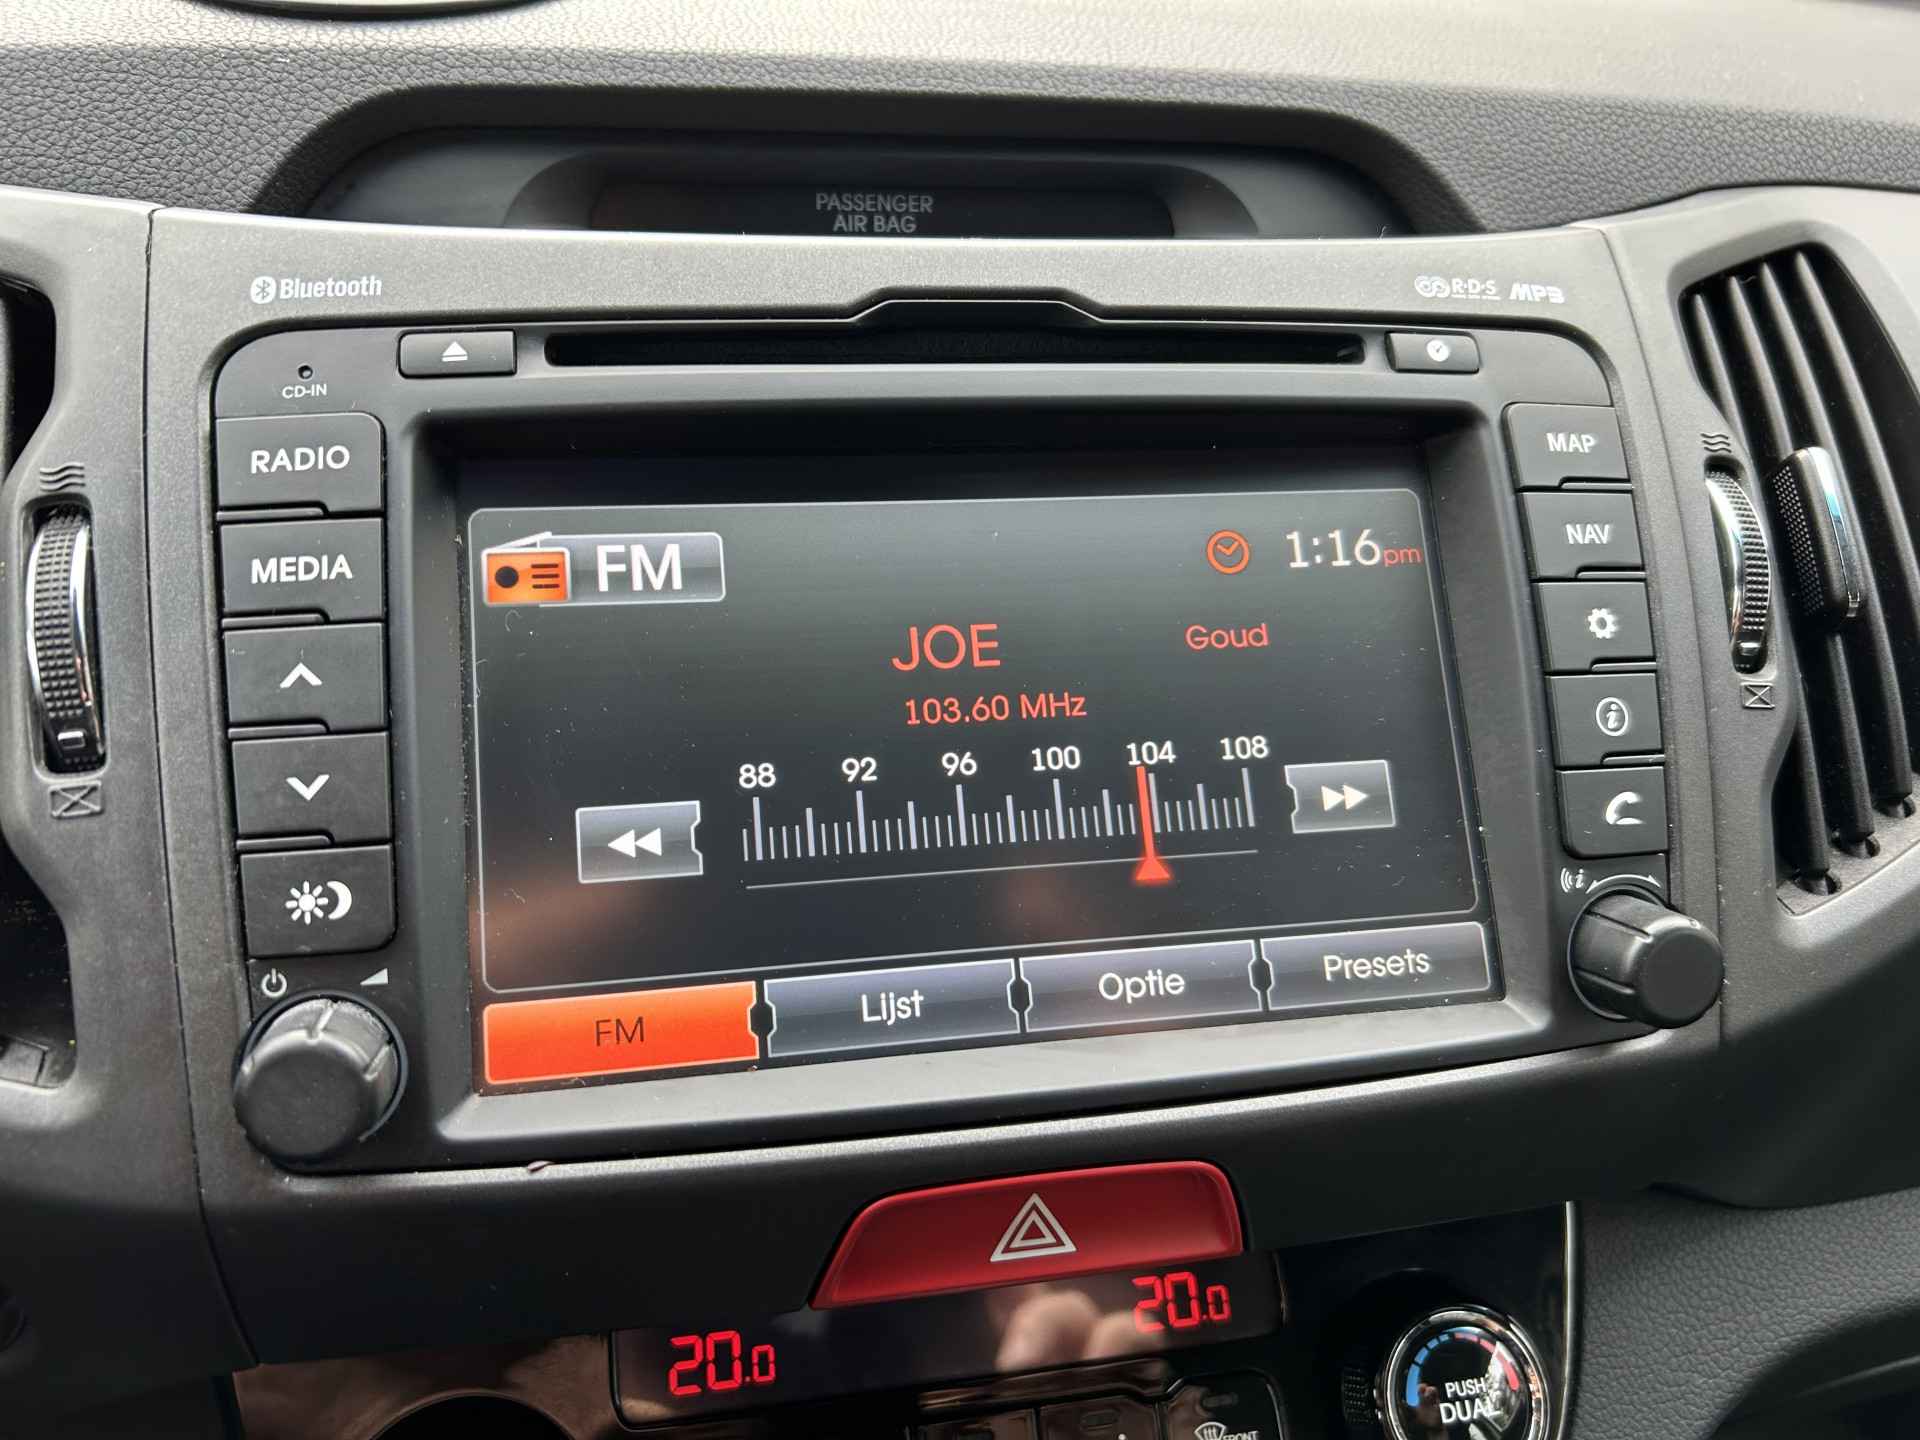 PASSENGER
AIR BAG
Bluetooth
R·D·S MP3
CD-IN
RADIO
MEDIA
MAP
NAV
FM
1:16pm
JOE
Goud
103.60 MHz
88 92 96 100 104 108
FM Lijst Optie Presets
20.0
20.0
PUSH
DUAL
FRONT